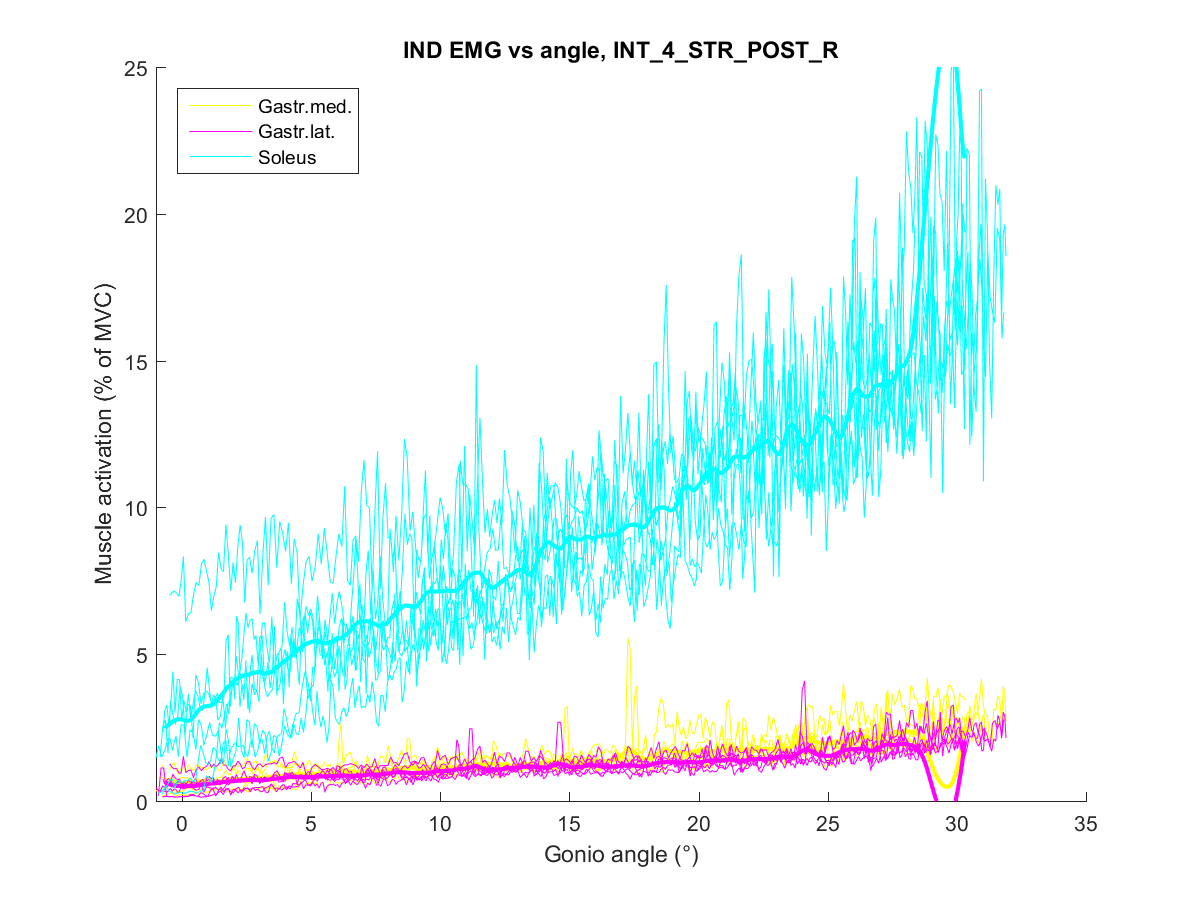 IND EMG vs angle, INT_4_STR_POST_R
25
20
15
10
5
0
Muscle activation (% of MVC)
Gastr.med.
Gastr.lat.
Soleus
0 5 10 15 20 25 30 35
Gonio angle (°)